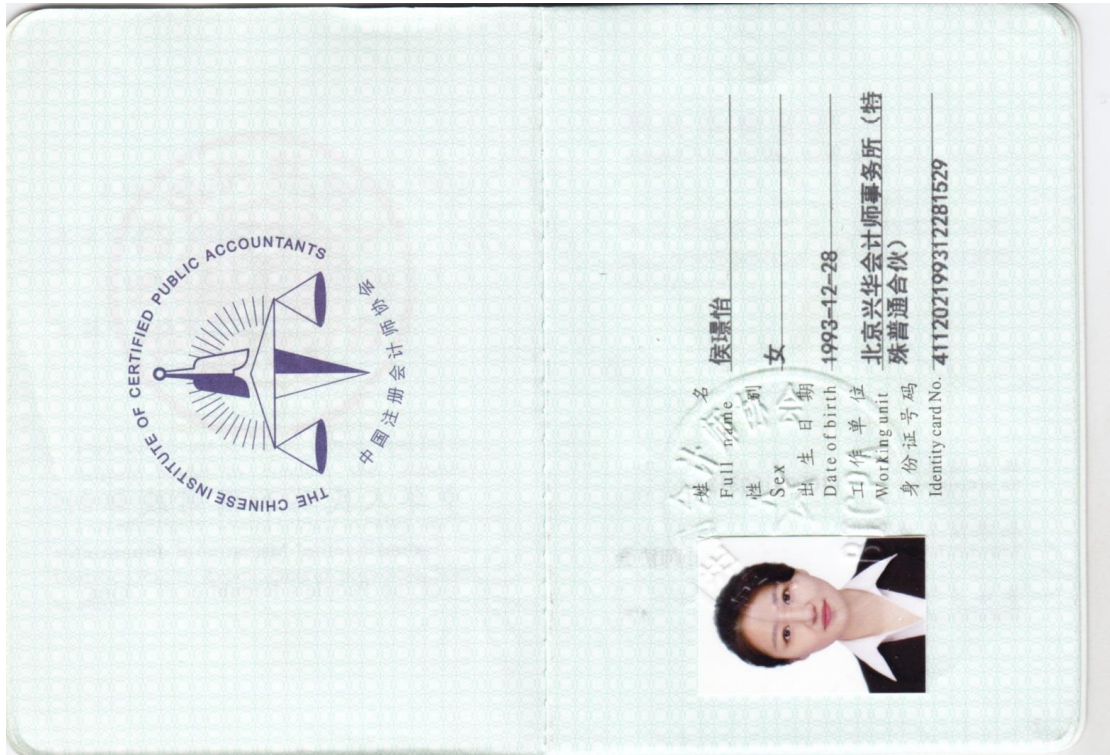 THE CHINESE INSTITUTE OF CERTIFIED PUBLIC ACCOUNTANTS
中国注册会计师协会
姓名 侯璟怡
Full name
性别 女
Sex
出生日期 1993-12-28
Date of birth
工作单位 北京兴华会计师事务所（特
Working unit 殊普通合伙）
身份证号码
Identity card No. 411202199312281529